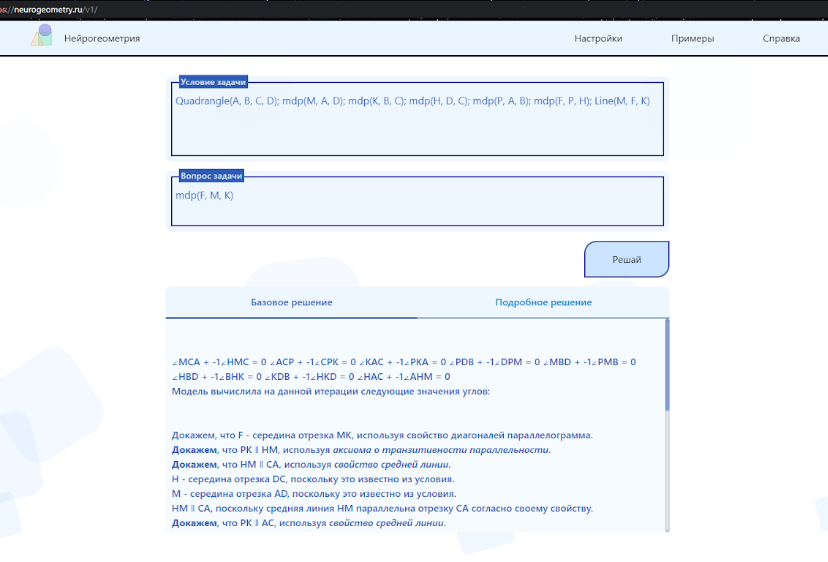 neurogeometry.ru/v1/
Нейрогеометрия
Настройки
Примеры
Справка
Условие задачи
Quadrangle(A, B, C, D); mdp(M, A, D); mdp(K, B, C); mdp(H, D, C); mdp(P, A, B); mdp(F, P, H); Line(M, F, K)
Вопрос задачи
mdp(F, M, K)
Решай
Базовое решение
Подробное решение
∠MCA + -1∠HMC = 0 ∠ACP + -1∠CPK = 0 ∠KAC + -1∠PKA = 0 ∠PDB + -1∠DPM = 0 ∠MBD + -1∠PMB = 0
∠HBD + -1∠BHK = 0 ∠KDB + -1∠HKD = 0 ∠HAC + -1∠AHM = 0
Модель вычислила на данной итерации следующие значения углов:
Докажем, что F - середина отрезка MK, используя свойство диагоналей параллелограмма.
Докажем, что PK ∥ HM, используя аксиома о транзитивности параллельности.
Докажем, что HM ∥ CA, используя свойство средней линии.
H - середина отрезка DC, поскольку это известно из условия.
M - середина отрезка AD, поскольку это известно из условия.
HM ∥ CA, поскольку средняя линия HM параллельна отрезку CA согласно своему свойству.
Докажем, что PK ∥ AC, используя свойство средней линии.